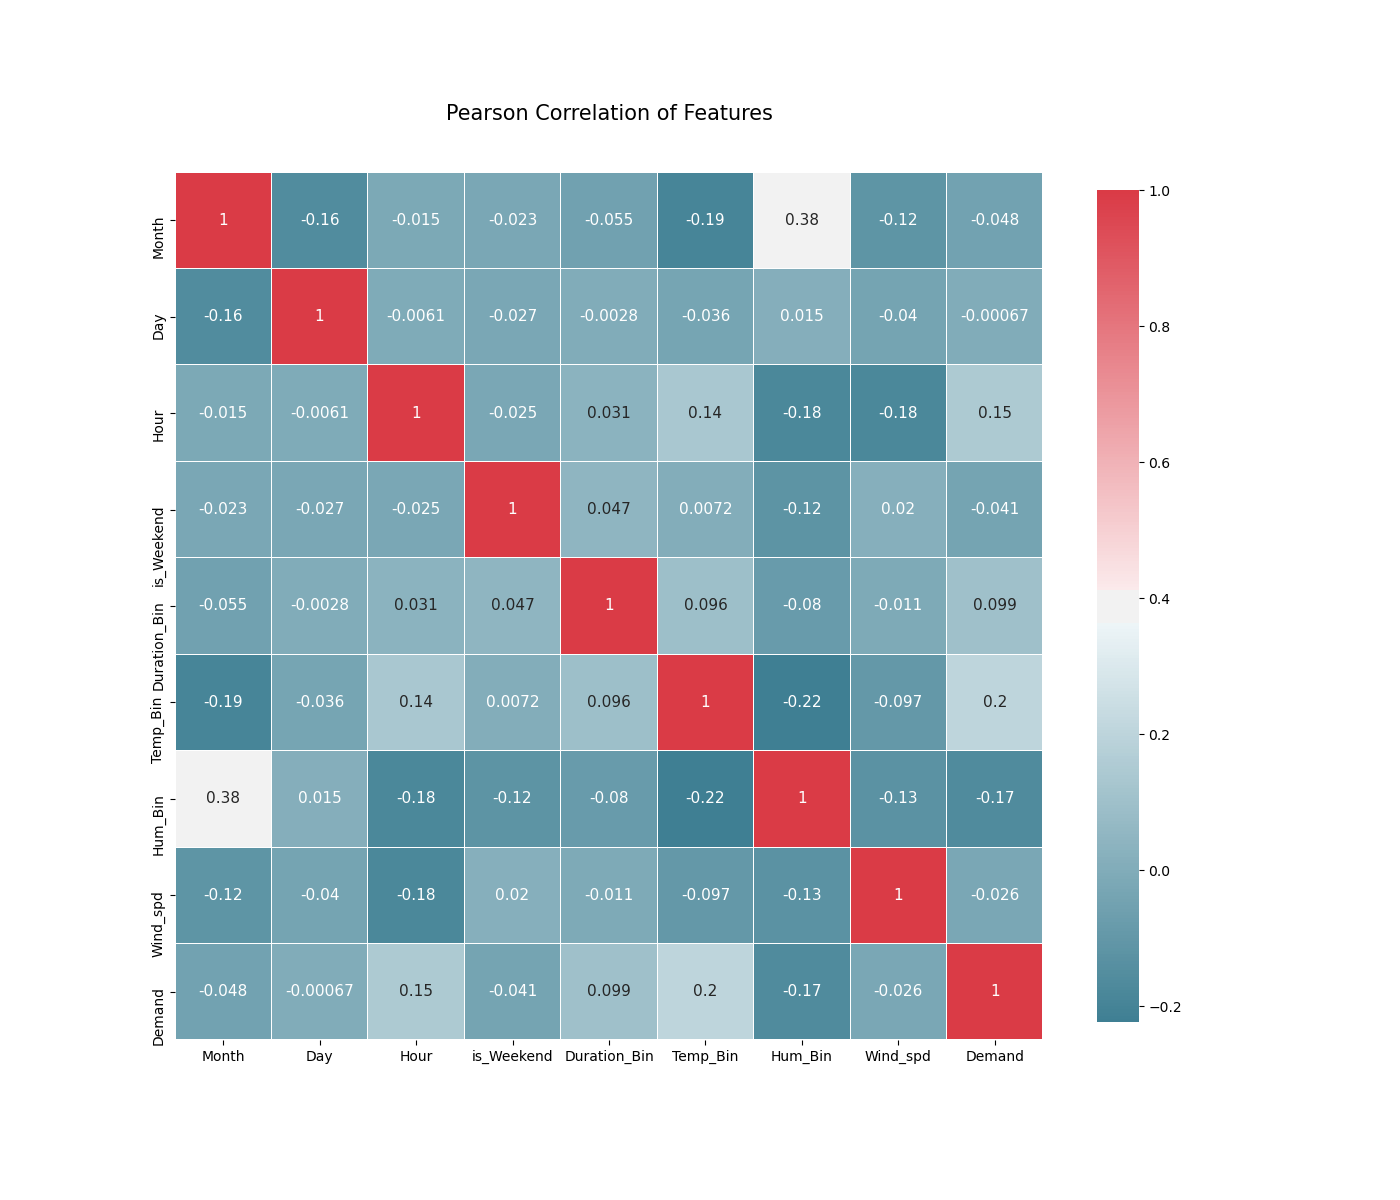 Pearson Correlation of Features
Month 1 -0.16 -0.015 -0.023 -0.055 -0.19 0.38 -0.12 -0.048
Day -0.16 1 -0.0061 -0.027 -0.0028 -0.036 0.015 -0.04 -0.00067
Hour -0.015 -0.0061 1 -0.025 0.031 0.14 -0.18 -0.18 0.15
is_Weekend -0.023 -0.027 -0.025 1 0.047 0.0072 -0.12 0.02 -0.041
Duration_Bin -0.055 -0.0028 0.031 0.047 1 0.096 -0.08 -0.011 0.099
Temp_Bin -0.19 -0.036 0.14 0.0072 0.096 1 -0.22 -0.097 0.2
Hum_Bin 0.38 0.015 -0.18 -0.12 -0.08 -0.22 1 -0.13 -0.17
Wind_spd -0.12 -0.04 -0.18 0.02 -0.011 -0.097 -0.13 1 -0.026
Demand -0.048 -0.00067 0.15 -0.041 0.099 0.2 -0.17 -0.026 1
Month Day Hour is_Weekend Duration_Bin Temp_Bin Hum_Bin Wind_spd Demand
1.0
0.8
0.6
0.4
0.2
0.0
−0.2